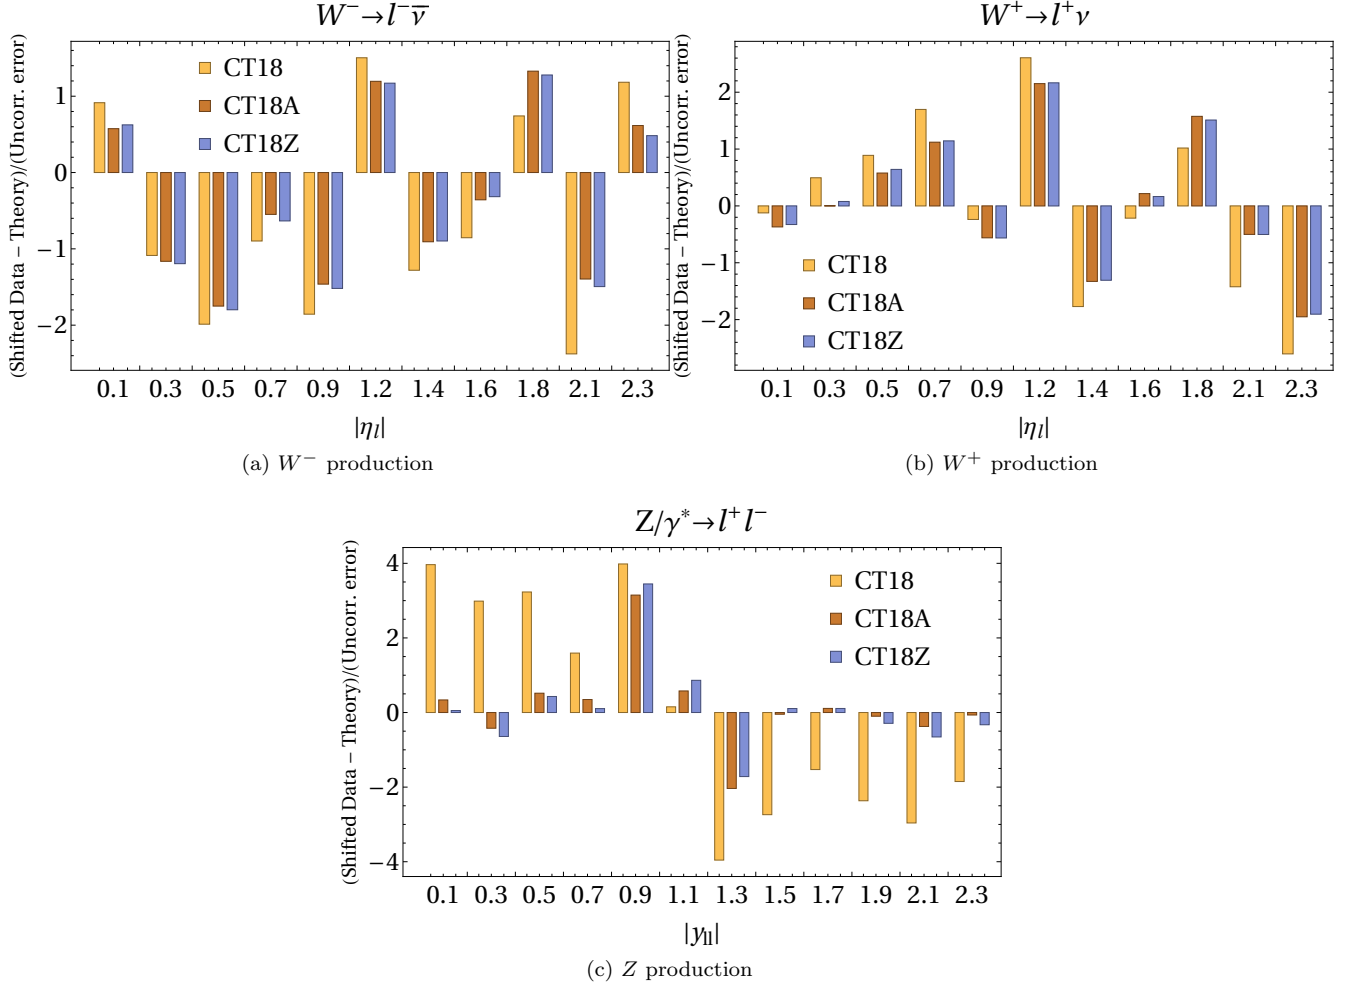 W⁻→l⁻ν̄
(Shifted Data − Theory)/(Uncorr. error)
1
0
−1
−2
CT18
CT18A
CT18Z
0.1 0.3 0.5 0.7 0.9 1.2 1.4 1.6 1.8 2.1 2.3
|ηₗ|
(a) W⁻ production
W⁺→l⁺ν
(Shifted Data − Theory)/(Uncorr. error)
2
1
0
−1
−2
CT18
CT18A
CT18Z
0.1 0.3 0.5 0.7 0.9 1.2 1.4 1.6 1.8 2.1 2.3
|ηₗ|
(b) W⁺ production
Z/γ*→l⁺l⁻
(Shifted Data − Theory)/(Uncorr. error)
4
2
0
−2
−4
CT18
CT18A
CT18Z
0.1 0.3 0.5 0.7 0.9 1.1 1.3 1.5 1.7 1.9 2.1 2.3
|yₗₗ|
(c) Z production